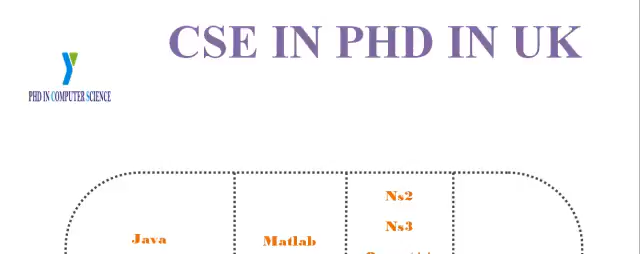 CSE IN PHD IN UK
PHD IN COMPUTER SCIENCE
Ns2
Ns3
Java
Matlab